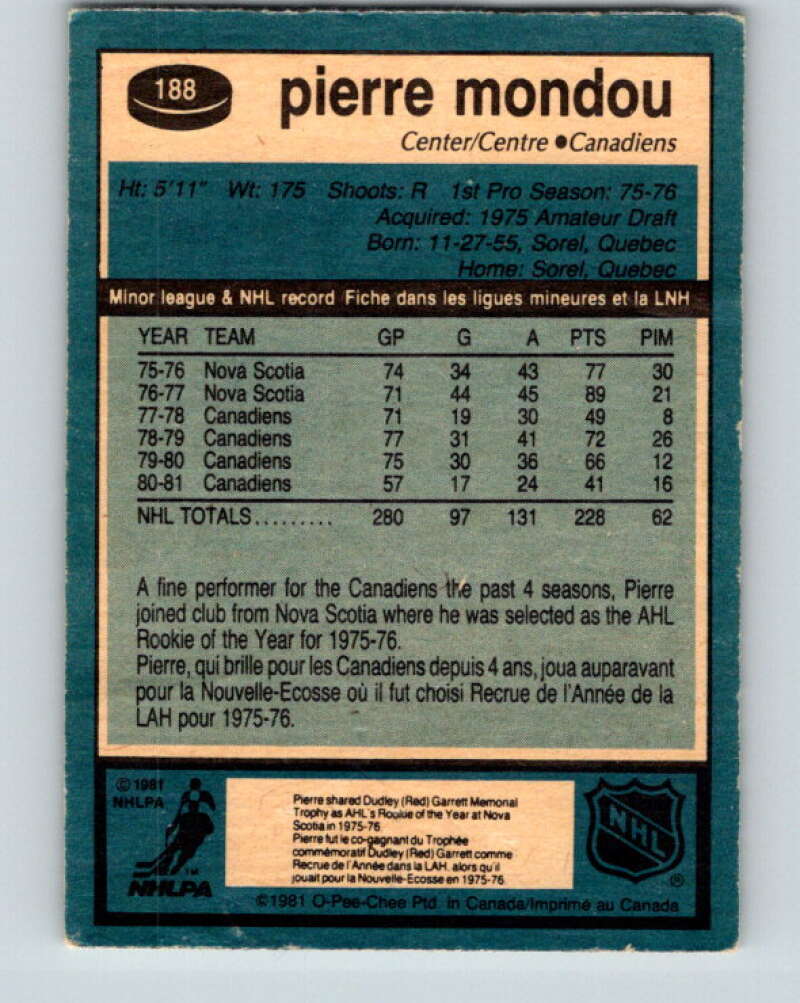 188
pierre mondou
Center/Centre ●Canadiens
Ht: 5'11" Wt: 175 Shoots: R 1st Pro Season: 75-76
Acquired: 1975 Amateur Draft
Born: 11-27-55, Sorel, Quebec
Home: Sorel, Quebec
Minor league & NHL record Fiche dans les ligues mineures et la LNH
YEAR TEAM GP G A PTS PIM
75-76 Nova Scotia 74 34 43 77 30
76-77 Nova Scotia 71 44 45 89 21
77-78 Canadiens 71 19 30 49 8
78-79 Canadiens 77 31 41 72 26
79-80 Canadiens 75 30 36 66 12
80-81 Canadiens 57 17 24 41 16
NHL TOTALS......... 280 97 131 228 62
A fine performer for the Canadiens the past 4 seasons, Pierre
joined club from Nova Scotia where he was selected as the AHL
Rookie of the Year for 1975-76.
Pierre, qui brille pour les Canadiens depuis 4 ans, joua auparavant
pour la Nouvelle-Ecosse où il fut choisi Recrue de l'Année de la
LAH pour 1975-76.
© 1981
NHLPA
TM
NHLPA
Pierre shared Dudley (Red) Garrett Memorial
Trophy as AHL's Rookie of the Year at Nova
Scotia in 1975-76
Pierre fut le co-gagnant du Trophée
commémoratif Dudley (Red) Garrett comme
Recrue de l'Année dans la LAH alors qu'il
jouait pour la Nouvelle-Ecosse en 1975-76
NHL
®
©1981 O-Pee-Chee Ptd. in Canada/Imprimé au Canada